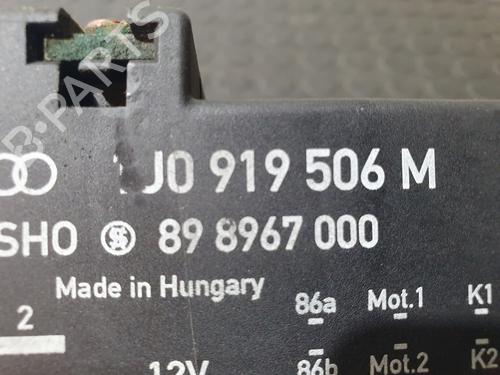 1J0 919 506 M
SHO 89 8967 000
Made in Hungary
86a Mot.1 K1
2
12V 86b Mot.2 K2
B-PARTS